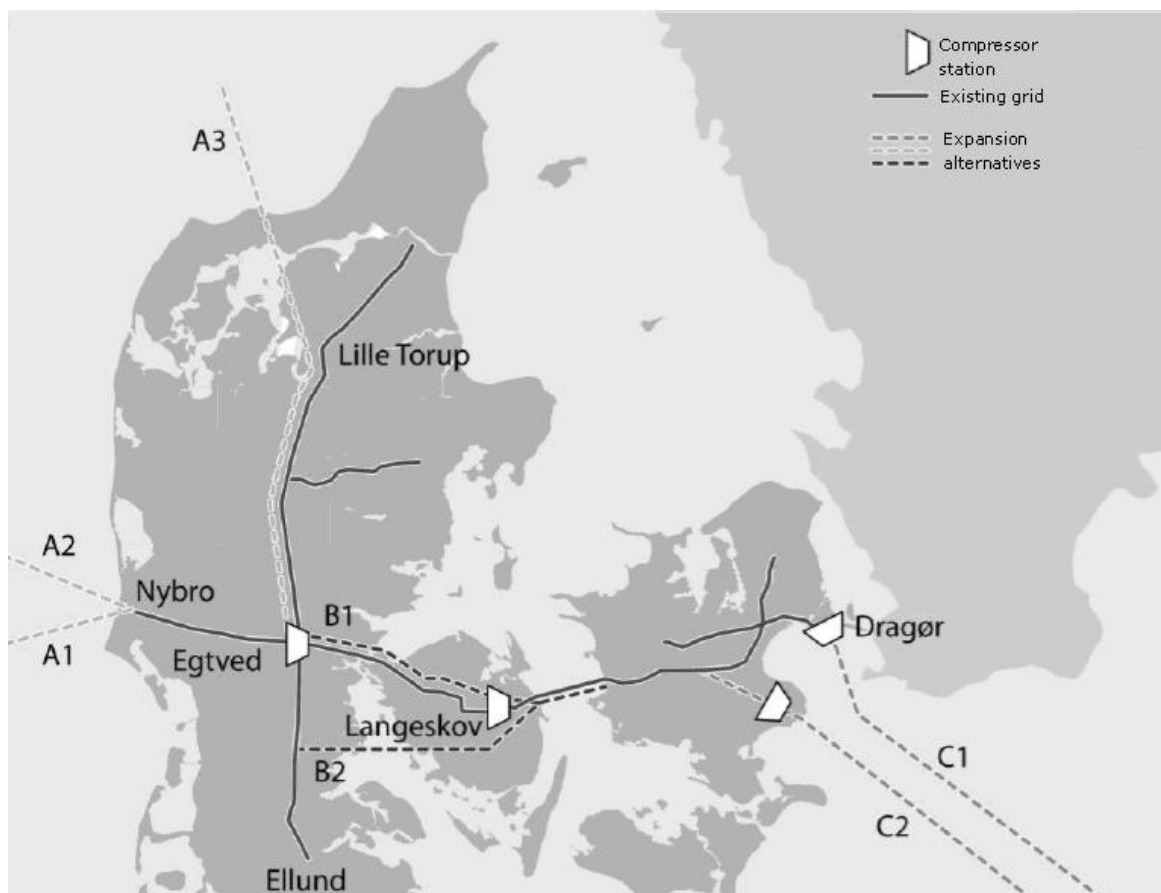 Compressor
station
Existing grid
Expansion
alternatives
A3
Lille Torup
A2
Nybro
A1
B1
Egtved
Dragør
Langeskov
B2
C1
C2
Ellund